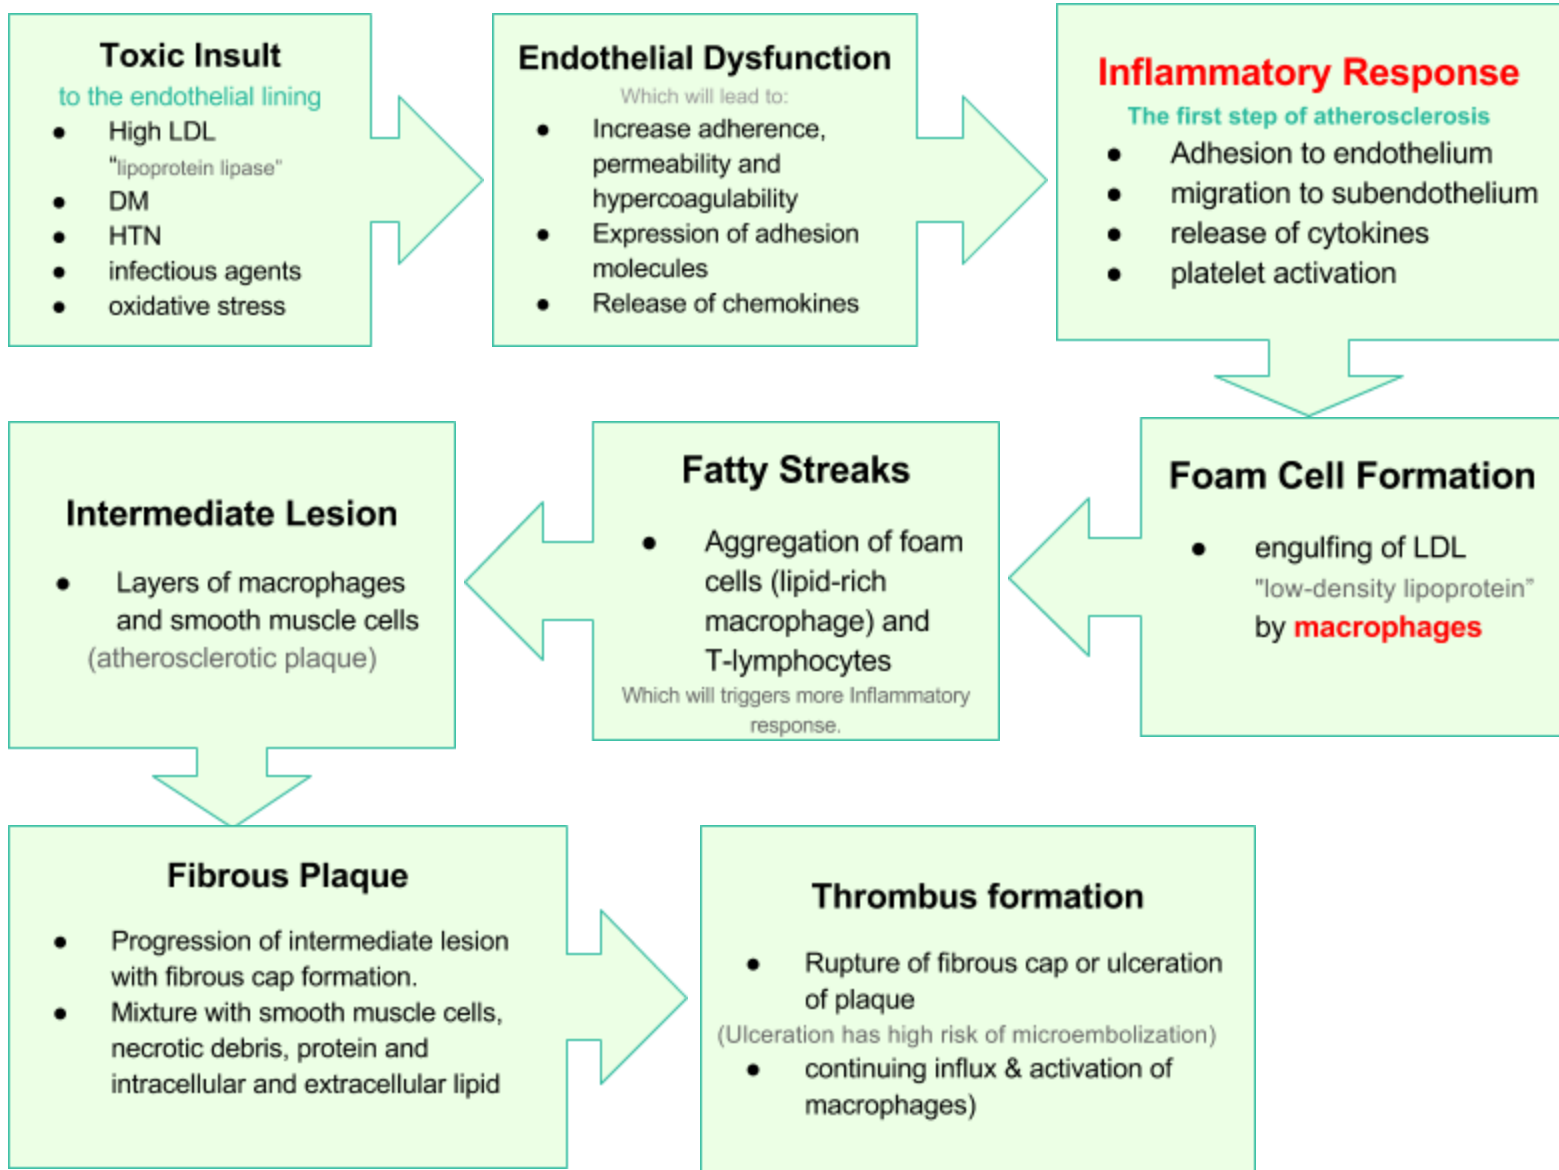 Toxic Insult
to the endothelial lining
● High LDL
"lipoprotein lipase"
● DM
● HTN
● infectious agents
● oxidative stress
Endothelial Dysfunction
Which will lead to:
● Increase adherence,
permeability and
hypercoagulability
● Expression of adhesion
molecules
● Release of chemokines
Inflammatory Response
The first step of atherosclerosis
● Adhesion to endothelium
● migration to subendothelium
● release of cytokines
● platelet activation
Foam Cell Formation
● engulfing of LDL
"low-density lipoprotein”
by macrophages
Fatty Streaks
● Aggregation of foam
cells (lipid-rich
macrophage) and
T-lymphocytes
Which will triggers more Inflammatory
response.
Intermediate Lesion
● Layers of macrophages
and smooth muscle cells
(atherosclerotic plaque)
Fibrous Plaque
● Progression of intermediate lesion
with fibrous cap formation.
● Mixture with smooth muscle cells,
necrotic debris, protein and
intracellular and extracellular lipid
Thrombus formation
● Rupture of fibrous cap or ulceration
of plaque
(Ulceration has high risk of microembolization)
● continuing influx & activation of
macrophages)